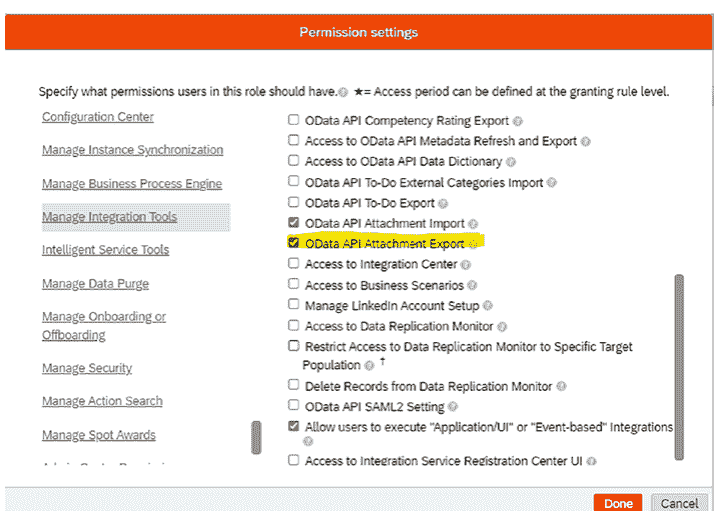 Permission settings
Specify what permissions users in this role should have. ★= Access period can be defined at the granting rule level.
Configuration Center
Manage Instance Synchronization
Manage Business Process Engine
Manage Integration Tools
Intelligent Service Tools
Manage Data Purge
Manage Onboarding or
Offboarding
Manage Security
Manage Action Search
Manage Spot Awards
OData API Competency Rating Export
Access to OData API Metadata Refresh and Export
Access to OData API Data Dictionary
OData API To-Do External Categories Import
OData API To-Do Export
OData API Attachment Import
OData API Attachment Export
Access to Integration Center
Access to Business Scenarios
Manage LinkedIn Account Setup
Access to Data Replication Monitor
Restrict Access to Data Replication Monitor to Specific Target
Population †
Delete Records from Data Replication Monitor
OData API SAML2 Setting
Allow users to execute "Application/UI" or "Event-based" Integrations
Access to Integration Service Registration Center UI
Done
Cancel